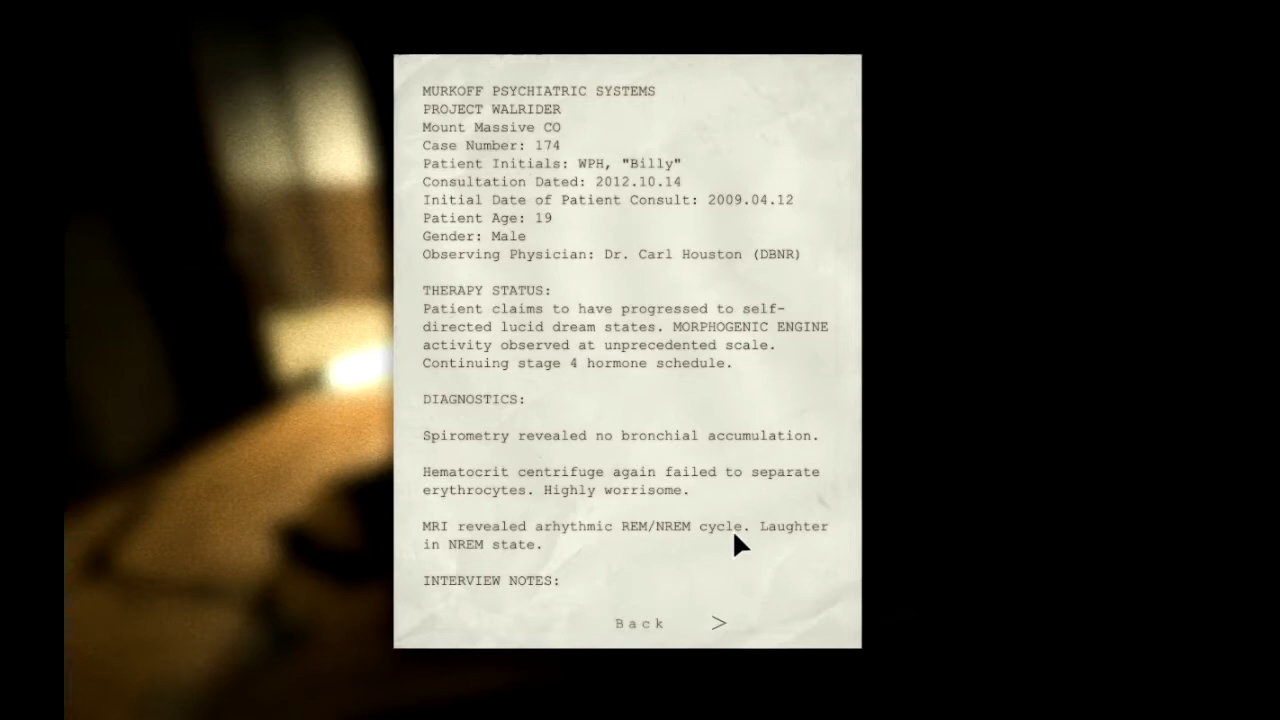 MURKOFF PSYCHIATRIC SYSTEMS
PROJECT WALRIDER
Mount Massive CO
Case Number: 174
Patient Initials: WPH, "Billy"
Consultation Dated: 2012.10.14
Initial Date of Patient Consult: 2009.04.12
Patient Age: 19
Gender: Male
Observing Physician: Dr. Carl Houston (DBNR)
THERAPY STATUS:
Patient claims to have progressed to self-
directed lucid dream states. MORPHOGENIC ENGINE
activity observed at unprecedented scale.
Continuing stage 4 hormone schedule.
DIAGNOSTICS:
Spirometry revealed no bronchial accumulation.
Hematocrit centrifuge again failed to separate
erythrocytes. Highly worrisome.
MRI revealed arhythmic REM/NREM cycle. Laughter
in NREM state.
INTERVIEW NOTES:
Back >